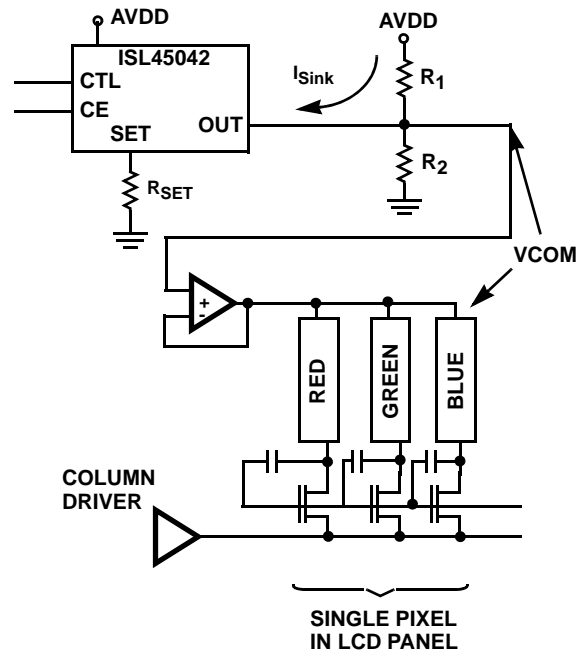 AVDD
AVDD
ISL45042
CTL
CE
SET
OUT
ISink
R1
R2
RSET
VCOM
+
-
RED
GREEN
BLUE
COLUMN
DRIVER
SINGLE PIXEL
IN LCD PANEL